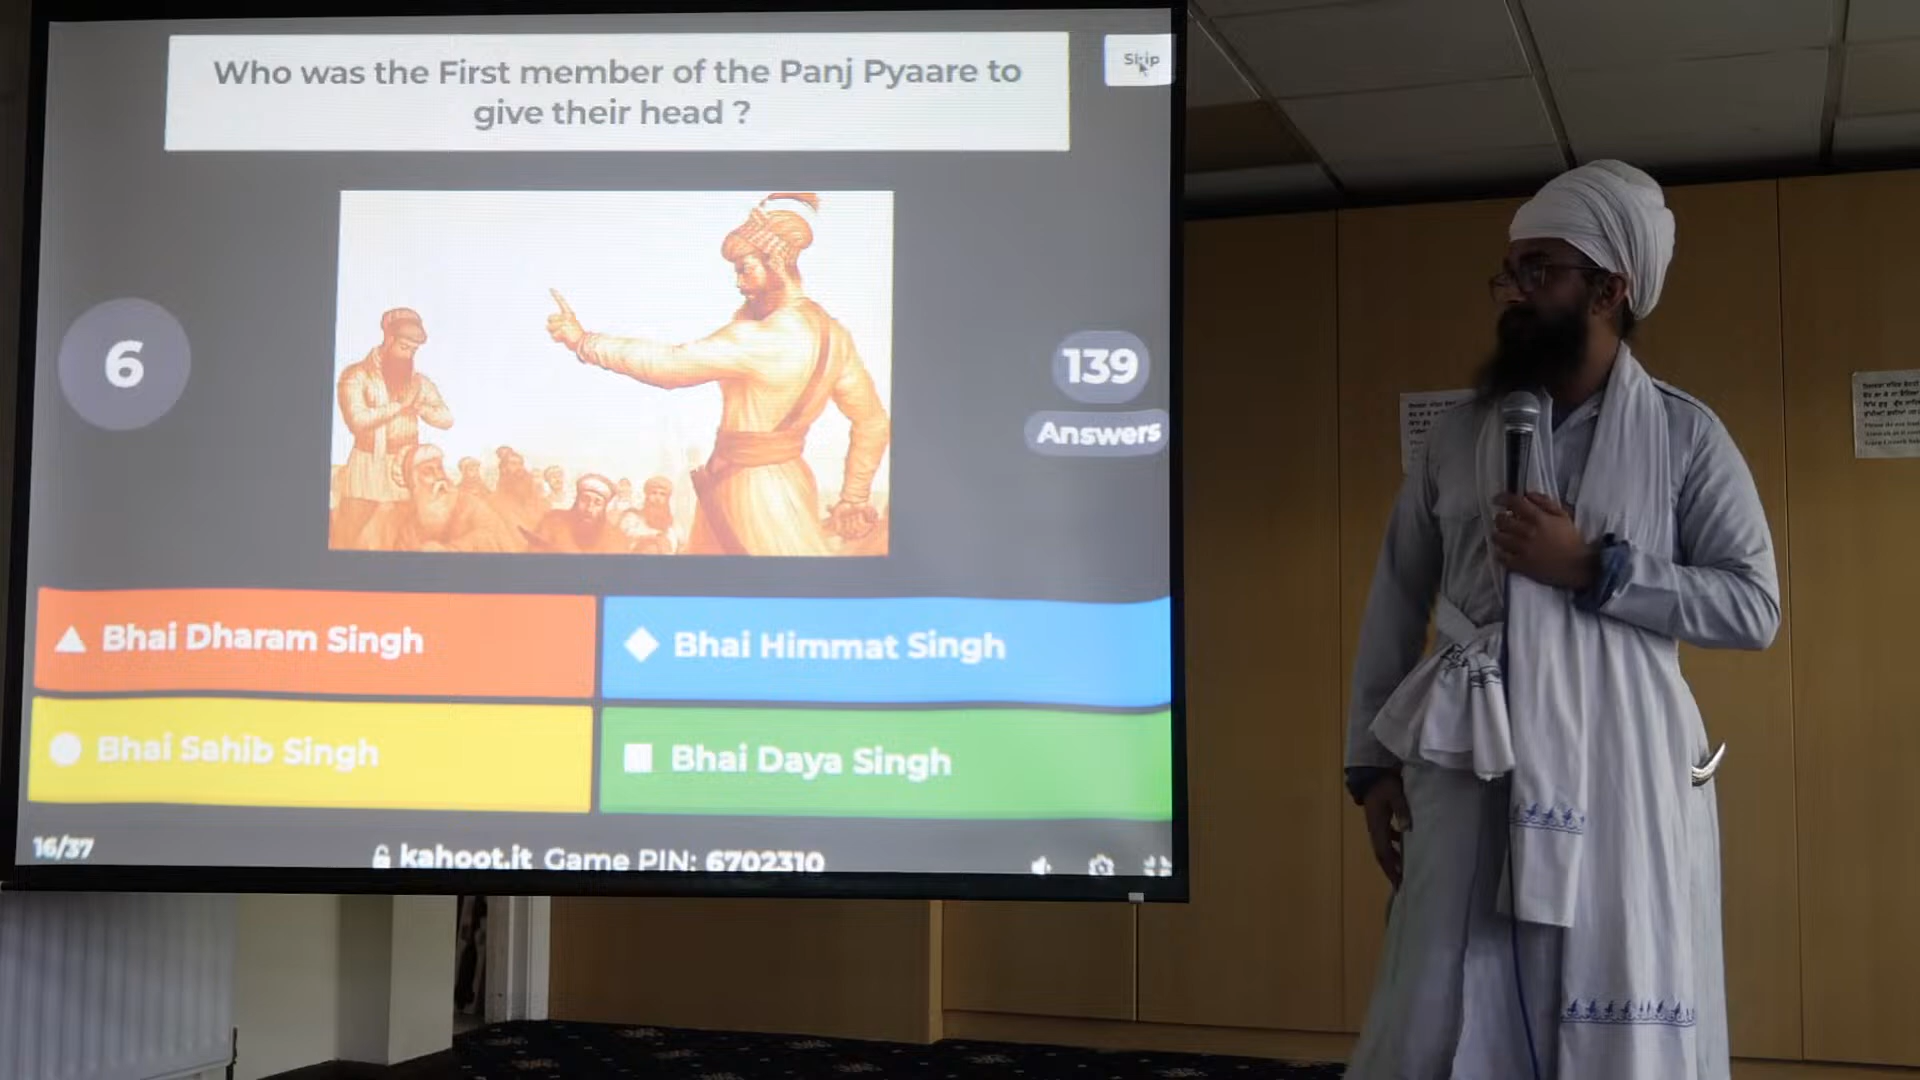 Who was the First member of the Panj Pyaare to
give their head ?
Skip
6
139
Answers
Bhai Dharam Singh
Bhai Himmat Singh
Bhai Sahib Singh
Bhai Daya Singh
16/37
kahoot.it Game PIN: 6702310